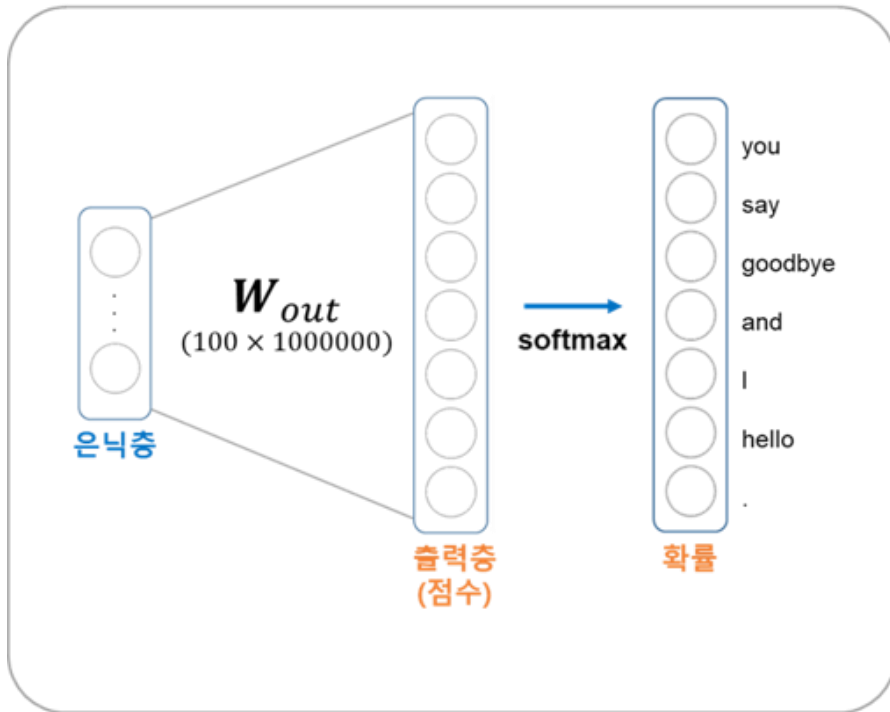 you
say
goodbye
W_out
(100 × 1000000)
and
softmax
I
은닉층
hello
.
출력층
(점수)
확률